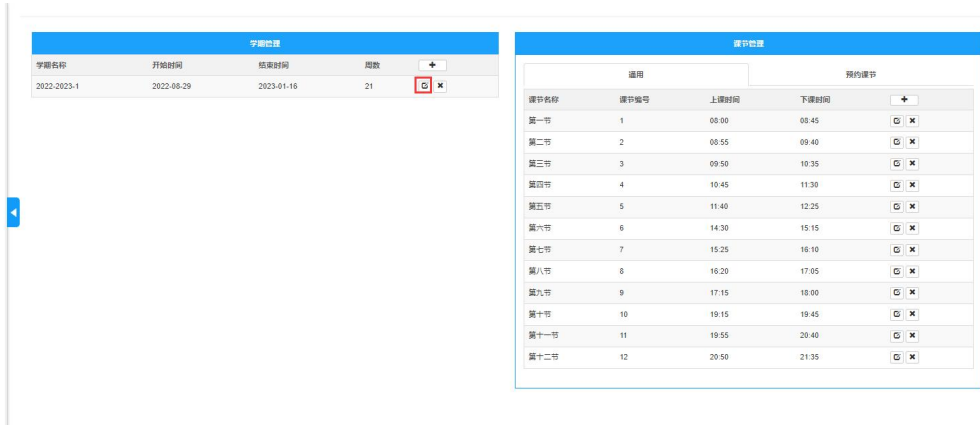 学期管理
学期名称 开始时间 结束时间 周数
2022-2023-1 2022-08-29 2023-01-16 21
课节管理
通用 预约课节
课节名称 课节编号 上课时间 下课时间
第一节 1 08:00 08:45
第二节 2 08:55 09:40
第三节 3 09:50 10:35
第四节 4 10:45 11:30
第五节 5 11:40 12:25
第六节 6 14:30 15:15
第七节 7 15:25 16:10
第八节 8 16:20 17:05
第九节 9 17:15 18:00
第十节 10 19:15 19:45
第十一节 11 19:55 20:40
第十二节 12 20:50 21:35